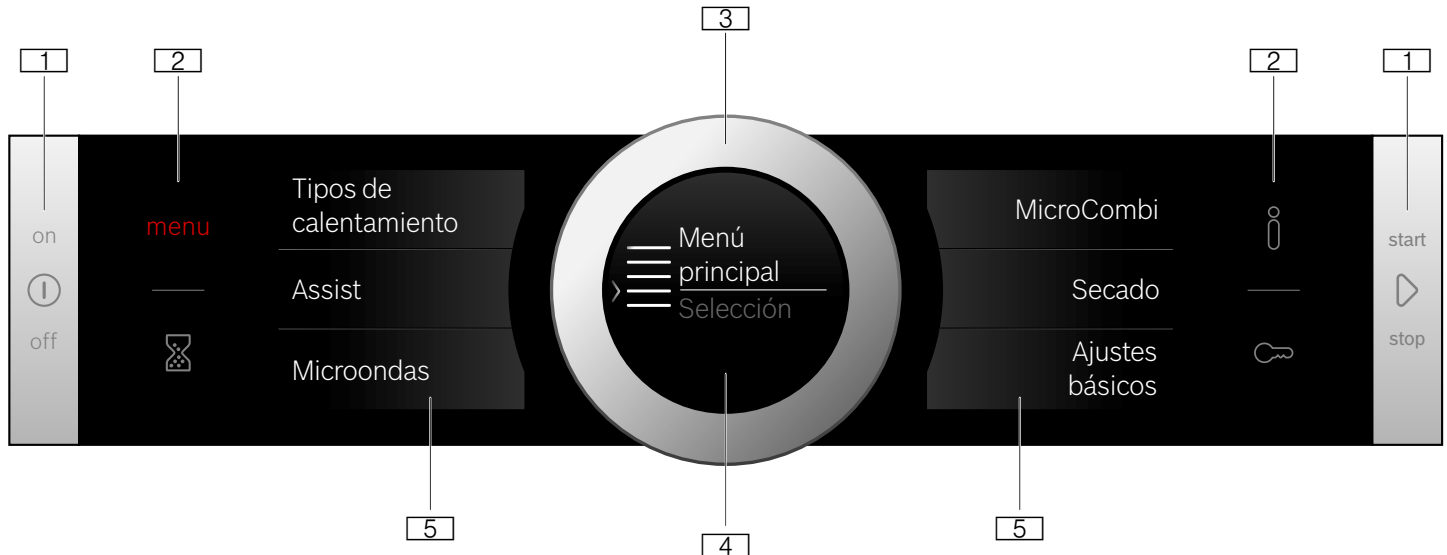 3
1
2
2
1
on
off
menu
Tipos de
calentamiento
Assist
Microondas
Menú
principal
Selección
MicroCombi
Secado
Ajustes
básicos
start
stop
5
4
5